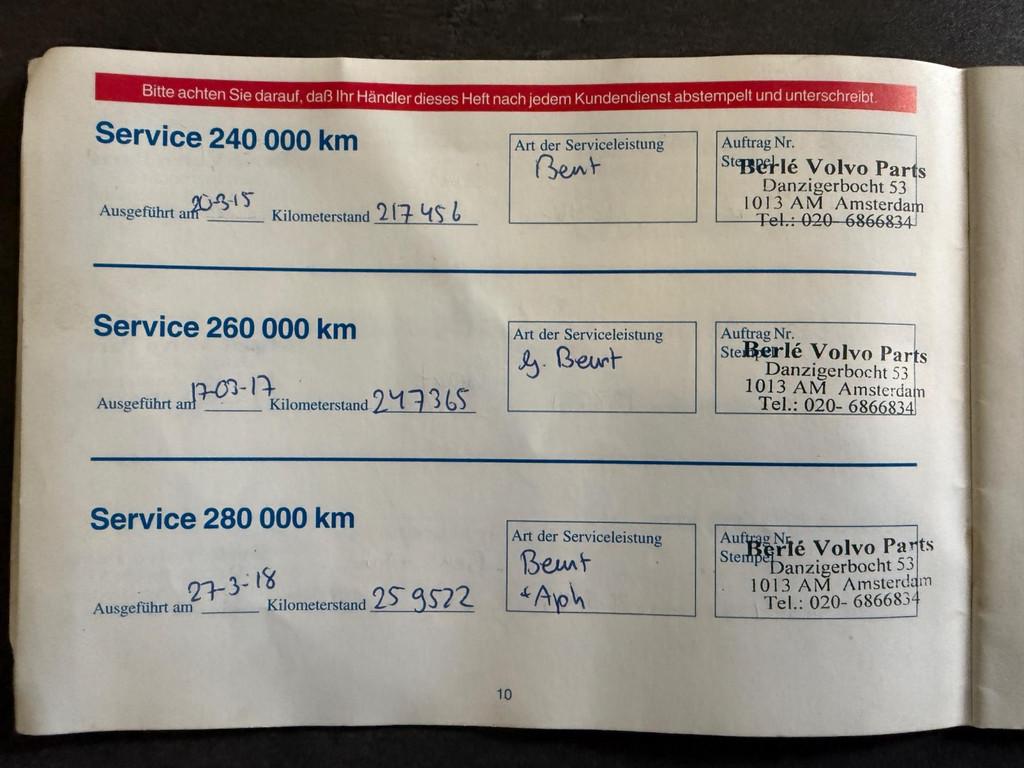 Bitte achten Sie darauf, daß Ihr Händler dieses Heft nach jedem Kundendienst abstempelt und unterschreibt.
Service 240 000 km
Ausgeführt am 20-3-15 Kilometerstand 217456
Art der Serviceleistung
Beurt
Auftrag Nr.
Stempel
Berlé Volvo Parts
Danzigerbocht 53
1013 AM Amsterdam
Tel.: 020- 6866834
Service 260 000 km
Ausgeführt am 17-03-17 Kilometerstand 247365
Art der Serviceleistung
G. Beurt
Auftrag Nr.
Stempel
Berlé Volvo Parts
Danzigerbocht 53
1013 AM Amsterdam
Tel.: 020- 6866834
Service 280 000 km
Ausgeführt am 27-3-18 Kilometerstand 259522
Art der Serviceleistung
Beurt
+ Aph
Auftrag Nr.
Stempel
Berlé Volvo Parts
Danzigerbocht 53
1013 AM Amsterdam
Tel.: 020- 6866834
10